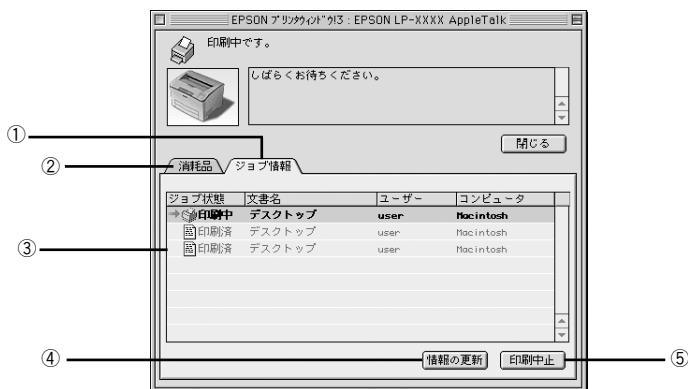 EPSON プリンタウィンドウ!3 : EPSON LP-XXXX AppleTalk
印刷中です。
しばらくお待ちください。
閉じる
①
②
消耗品 ジョブ情報
ジョブ状態 文書名 ユーザー コンピュータ
印刷中 デスクトップ user Macintosh
印刷済 デスクトップ user Macintosh
③
印刷済 デスクトップ user Macintosh
④
情報の更新 印刷中止
⑤